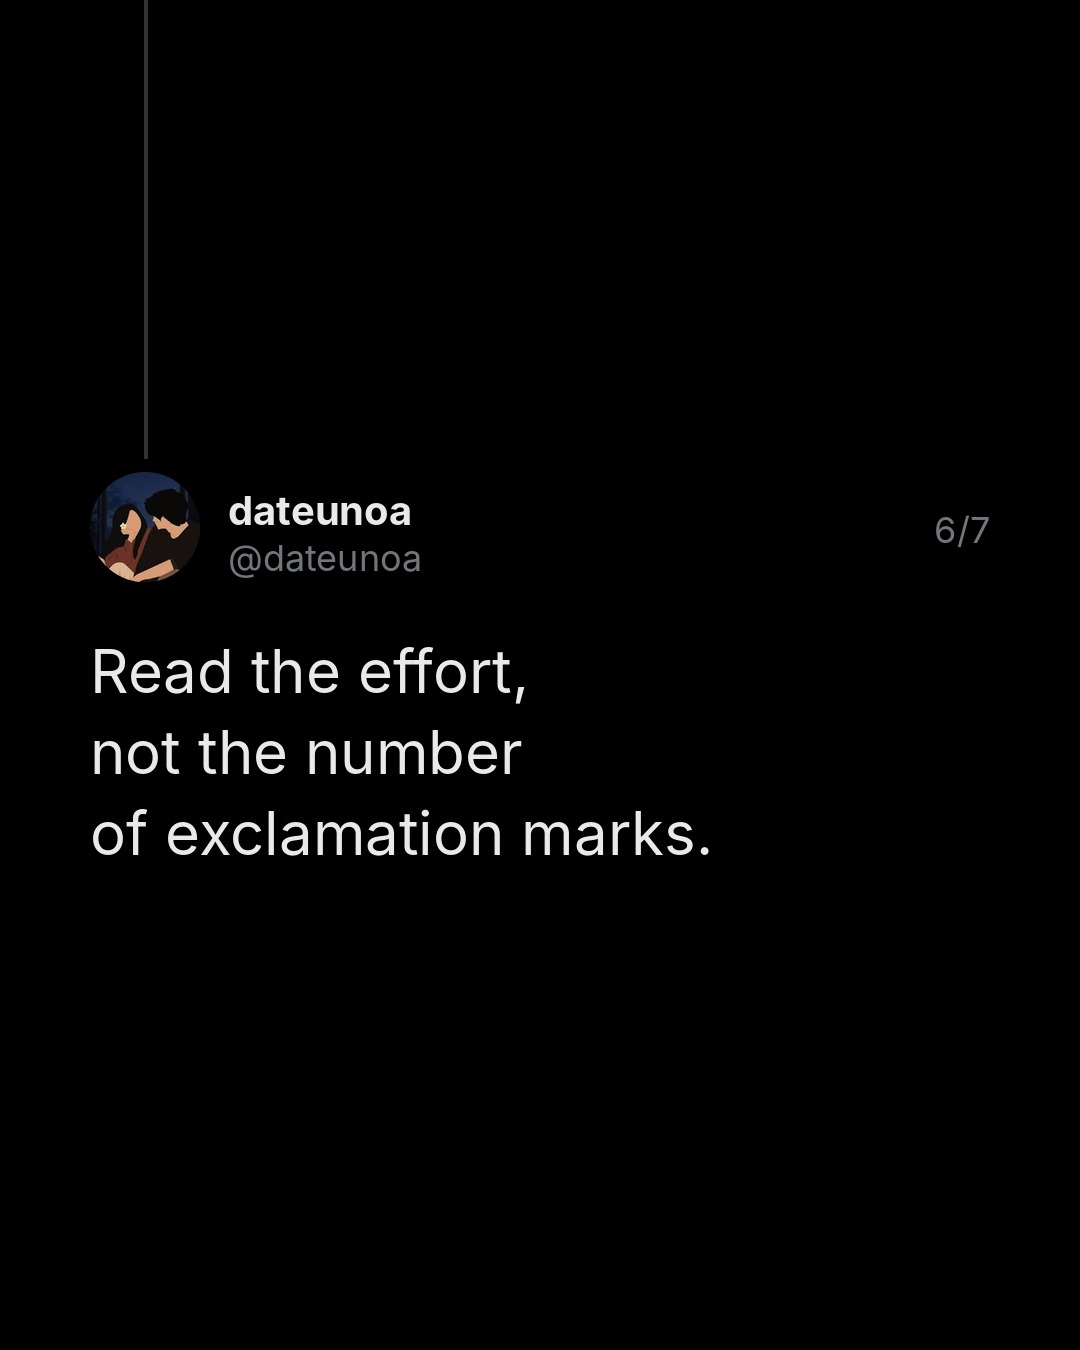 dateunoa
@dateunoa
6/7
Read the effort,
not the number
of exclamation marks.